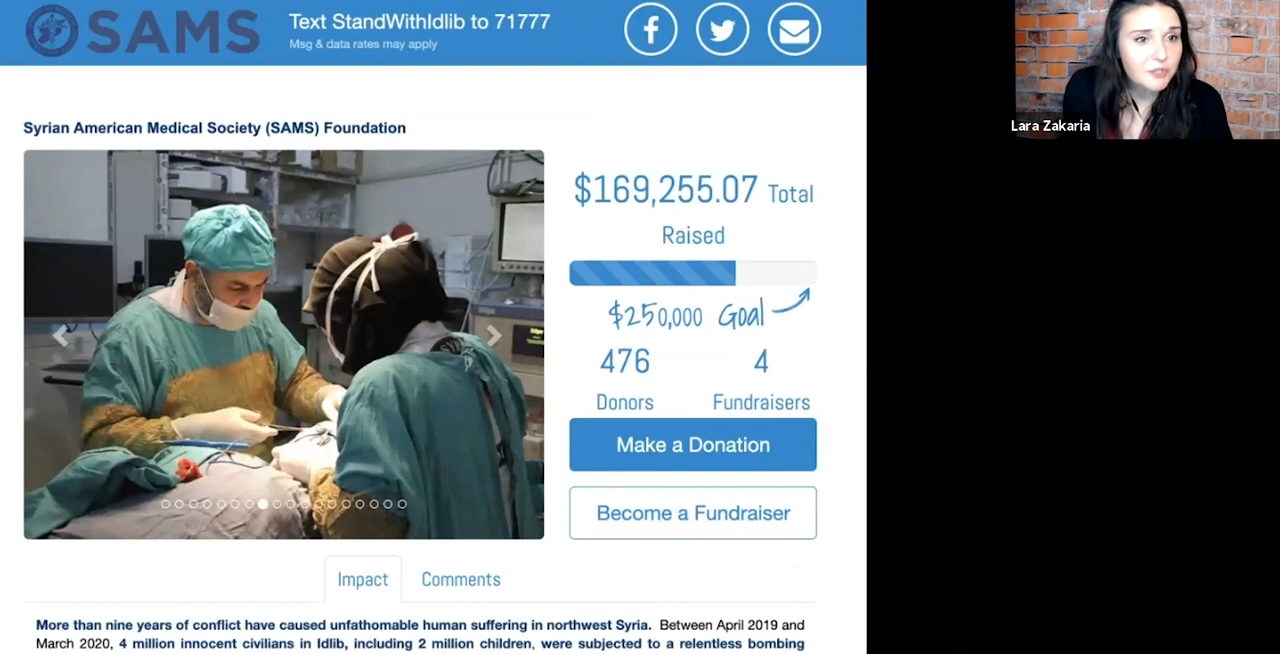 SAMS
Text StandWithIdlib to 71777
Msg & data rates may apply
Lara Zakaria
Syrian American Medical Society (SAMS) Foundation
$169,255.07 Total
Raised
$250,000 Goal
476
4
Donors
Fundraisers
Make a Donation
Become a Fundraiser
Impact
Comments
More than nine years of conflict have caused unfathomable human suffering in northwest Syria. Between April 2019 and
March 2020, 4 million innocent civilians in Idlib, including 2 million children, were subjected to a relentless bombing